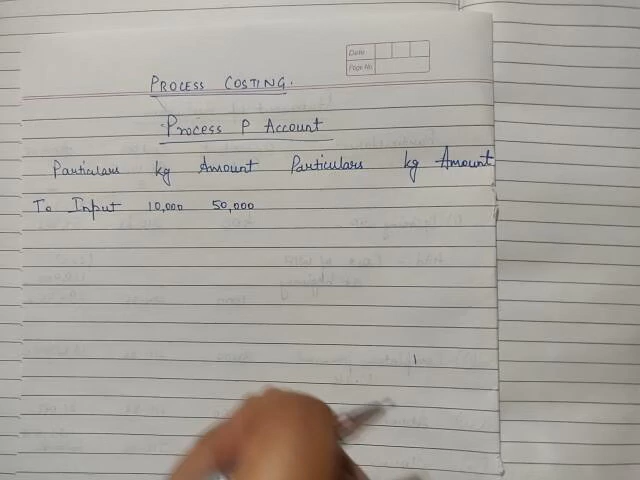 Date
Page No.
PROCESS COSTING.
Process P Account
Particulars kg Amount Particulars kg Amount
To Input 10,000 50,000